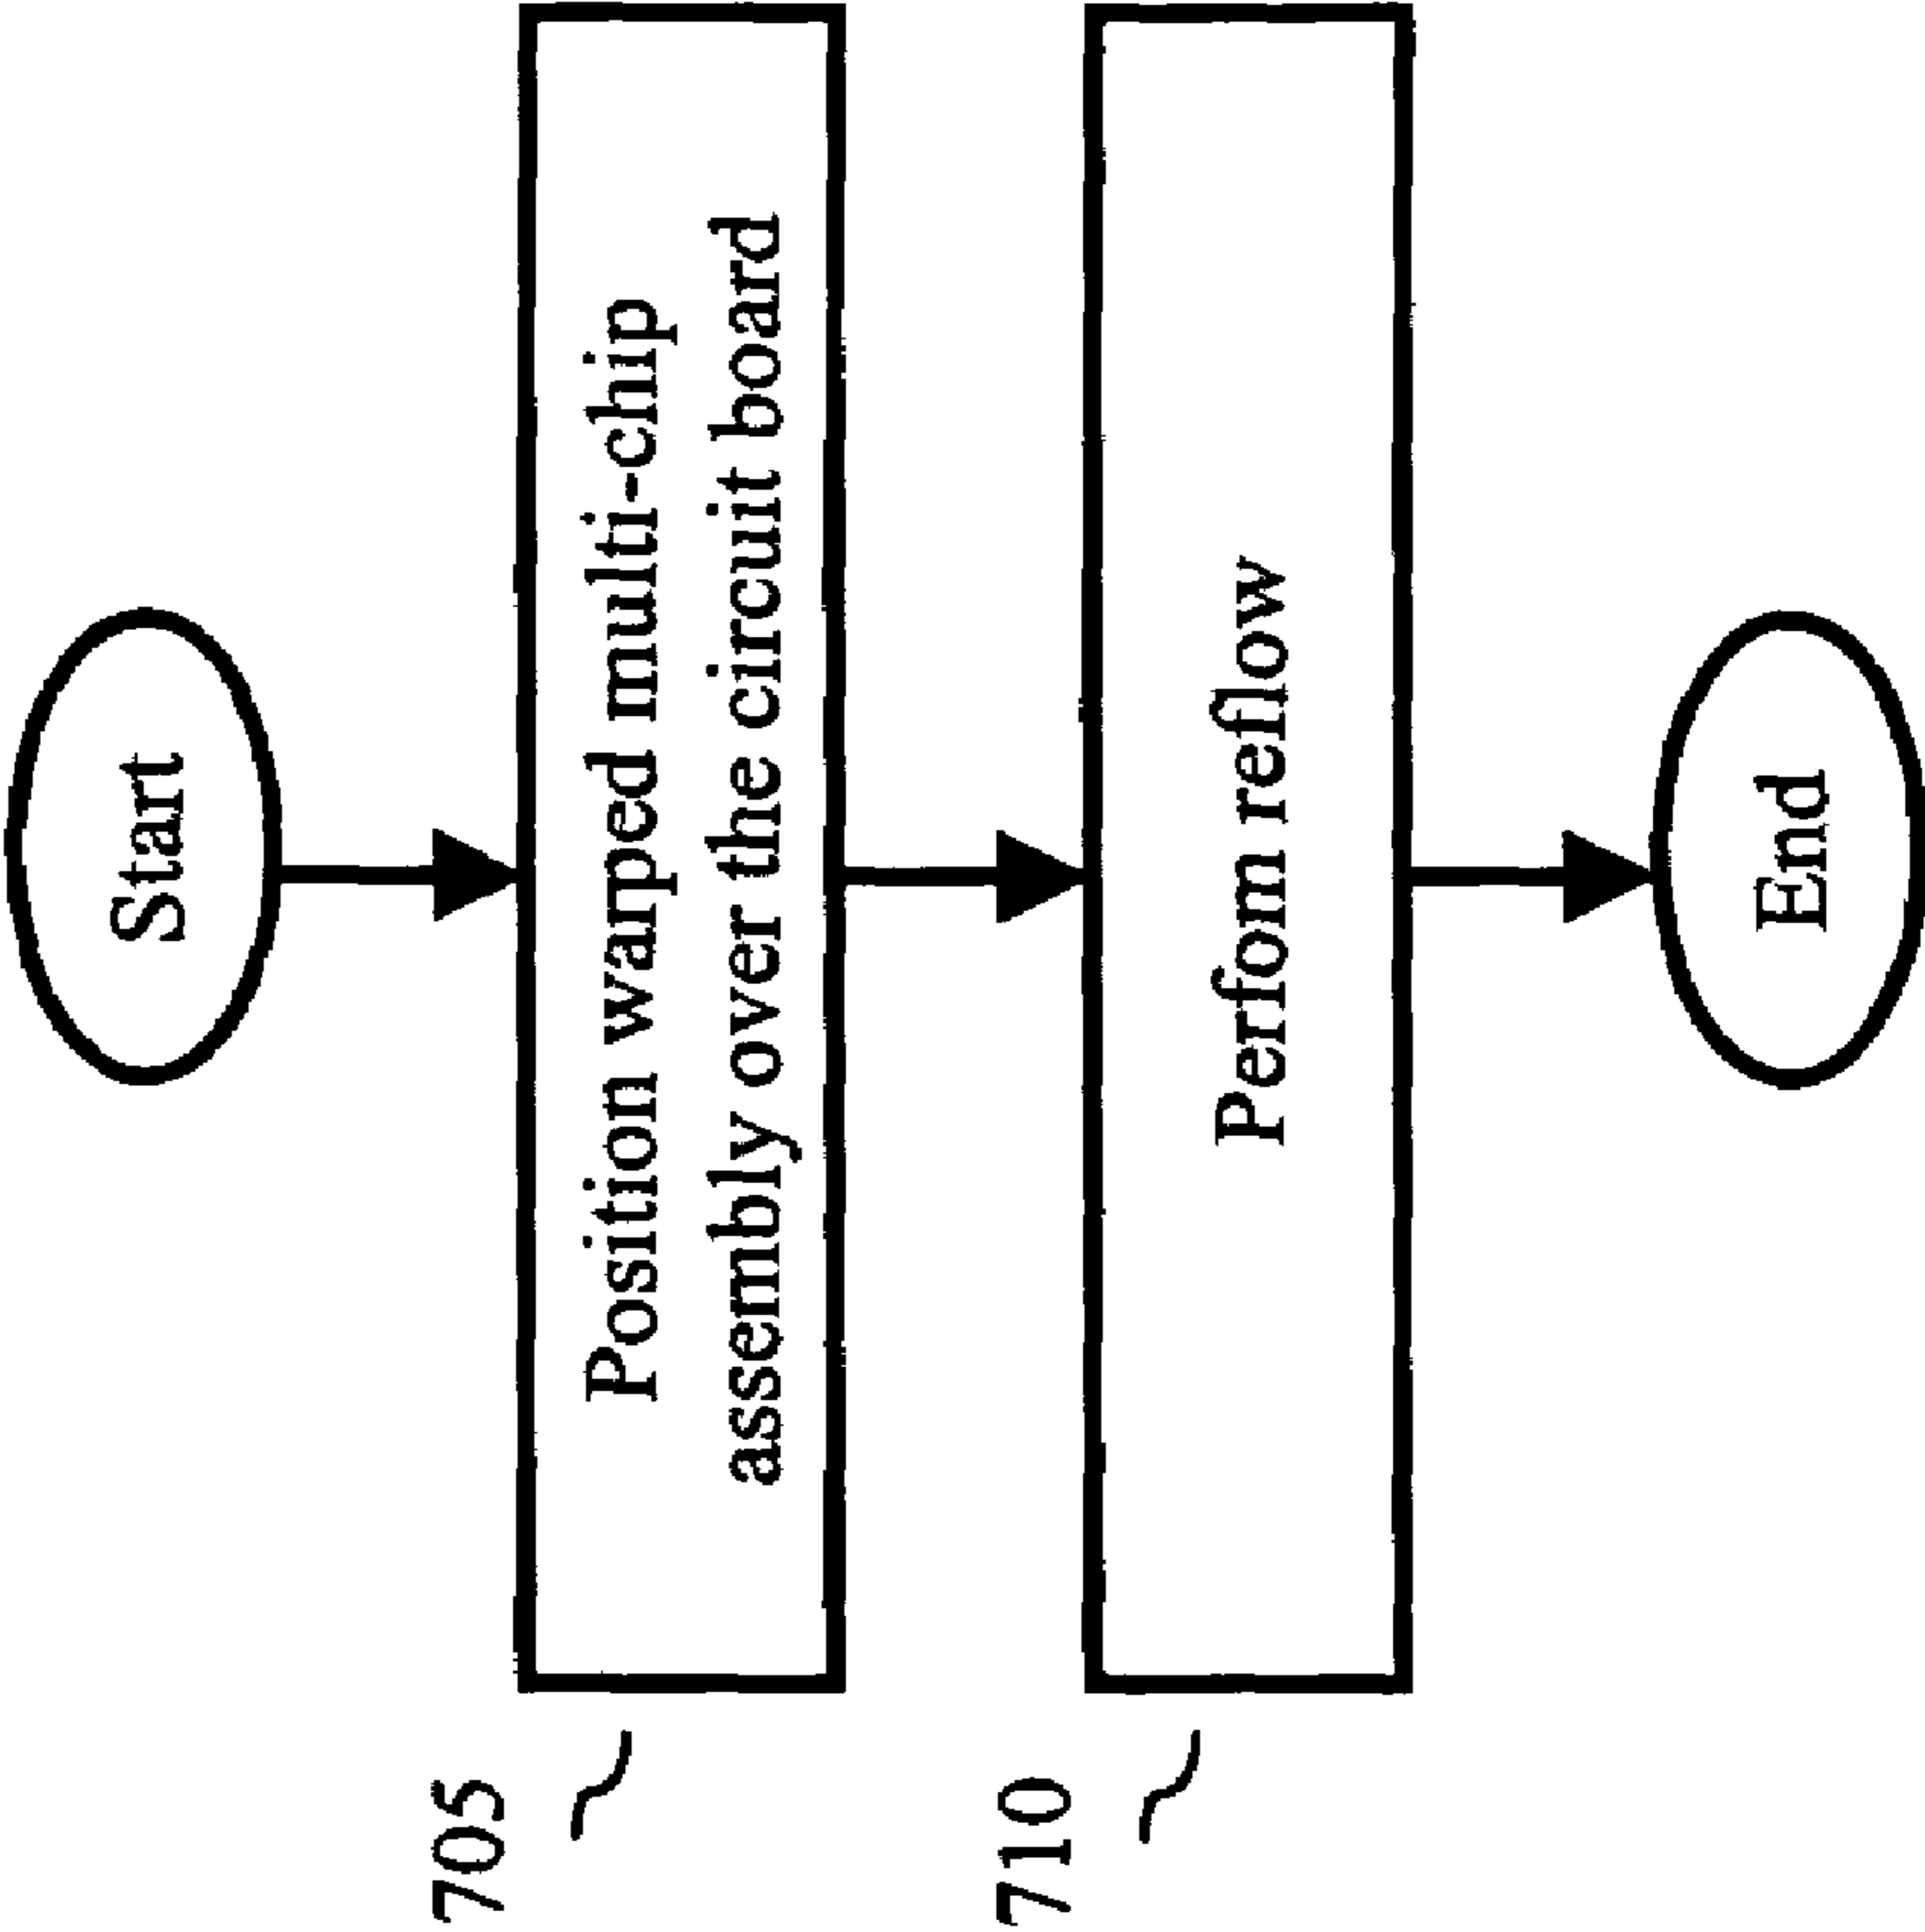 Start
705
Position warped multi-chip
assembly over the circuit board
710
Perfom reflow
End